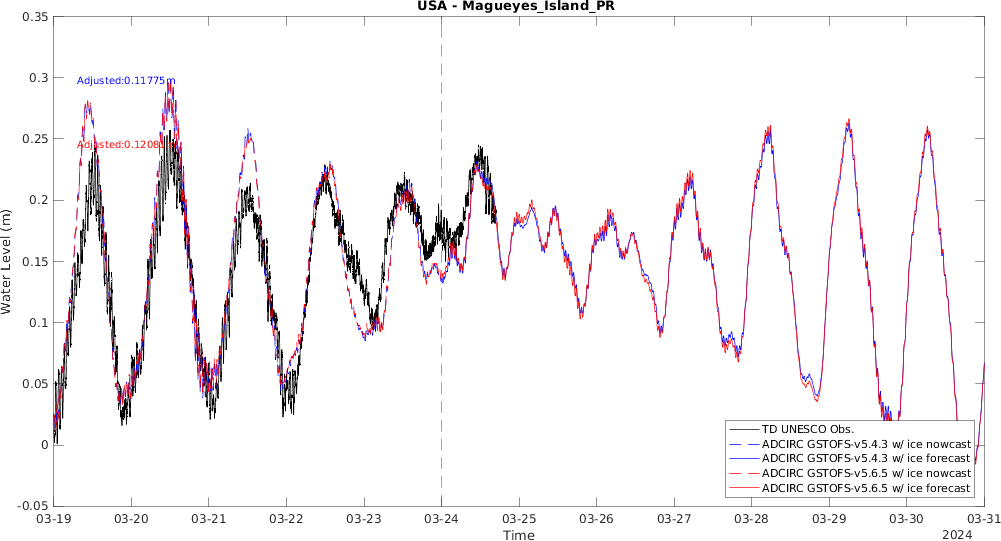 USA - Magueyes_Island_PR
0.35
0.3
0.25
0.2
0.15
0.1
0.05
0
-0.05
Water Level (m)
Adjusted:0.11775m
Adjusted:0.1208
03-19
03-20
03-21
03-22
03-23
03-24
03-25
03-26
03-27
03-28
03-29
03-30
03-31
Time
2024
TD UNESCO Obs.
ADCIRC GSTOFS-v5.4.3 w/ ice nowcast
ADCIRC GSTOFS-v5.4.3 w/ ice forecast
ADCIRC GSTOFS-v5.6.5 w/ ice nowcast
ADCIRC GSTOFS-v5.6.5 w/ ice forecast